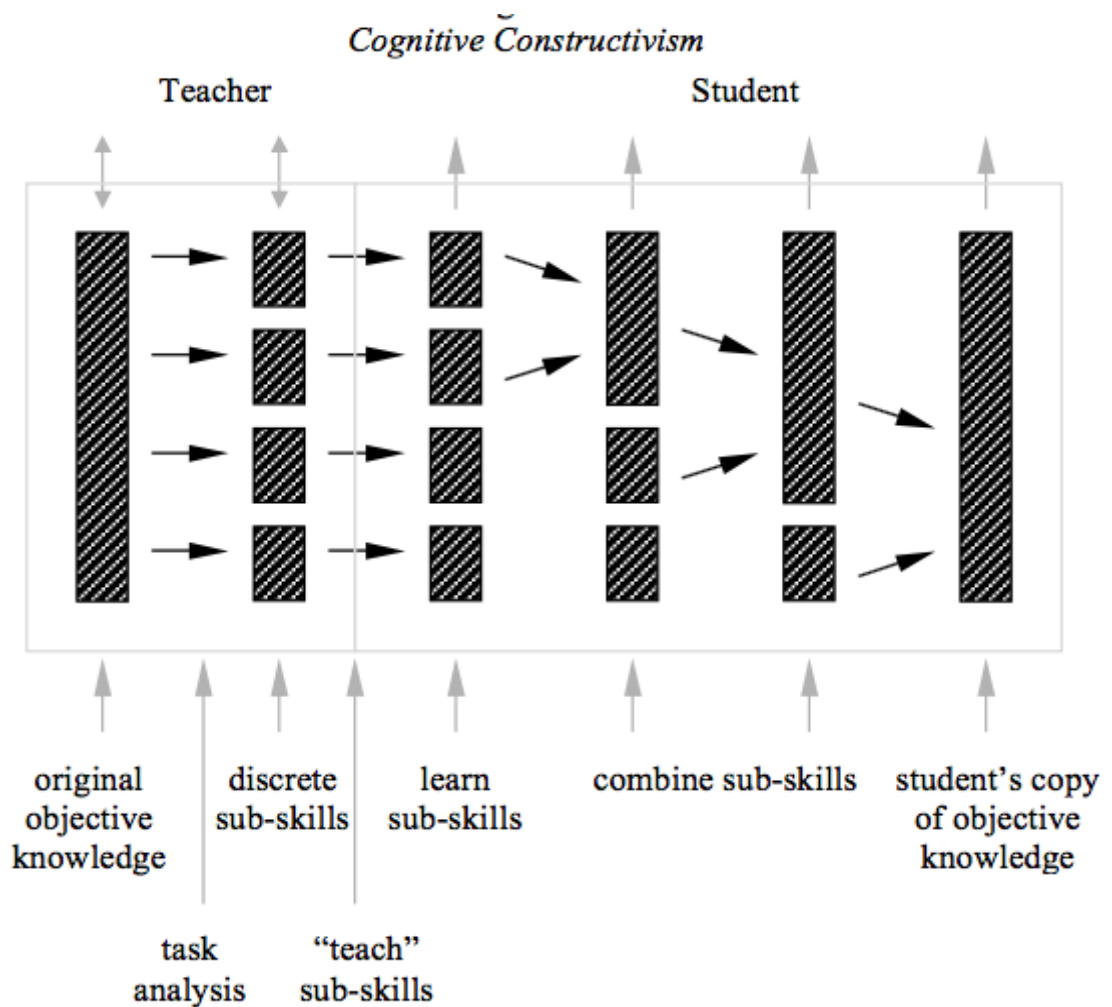 Cognitive Constructivism
Teacher
Student
original
objective
knowledge
discrete
sub-skills
learn
sub-skills
combine sub-skills
student’s copy
of objective
knowledge
task
analysis
“teach”
sub-skills